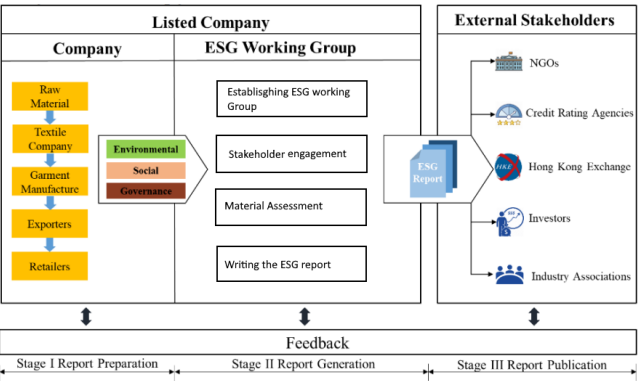 Listed Company
External Stakeholders
Company
ESG Working Group
Raw
Material
Textile
Company
Garment
Manufacture
Exporters
Retailers
Environmental
Social
Governance
Establisghing ESG working
Group
Stakeholder engagement
Material Assessment
Writing the ESG report
ESG
Report
NGOs
Credit Rating Agencies
HKE
Hong Kong Exchange
Investors
Industry Associations
Feedback
Stage I Report Preparation
Stage II Report Generation
Stage III Report Publication